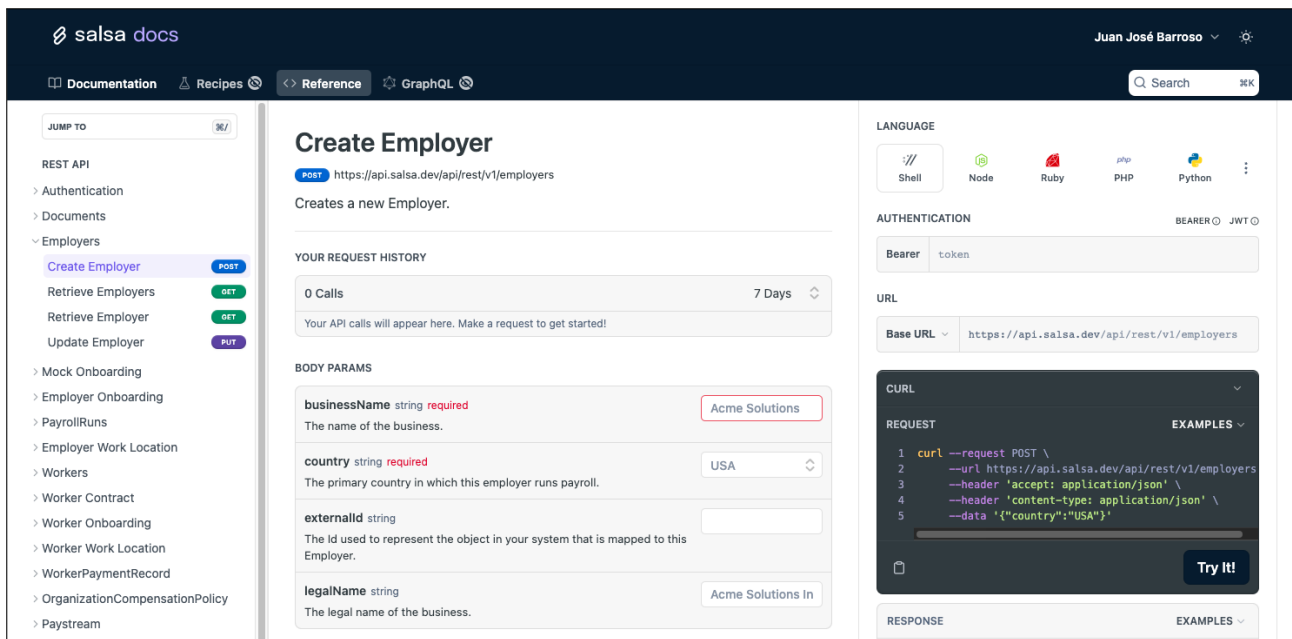 salsa docs
Juan José Barroso
Documentation
Recipes
Reference
GraphQL
Search ⌘K
JUMP TO ⌘/
REST API
Authentication
Documents
Employers
Create Employer POST
Retrieve Employers GET
Retrieve Employer GET
Update Employer PUT
Mock Onboarding
Employer Onboarding
PayrollRuns
Employer Work Location
Workers
Worker Contract
Worker Onboarding
Worker Work Location
WorkerPaymentRecord
OrganizationCompensationPolicy
Paystream
Create Employer
POST https://api.salsa.dev/api/rest/v1/employers
Creates a new Employer.
YOUR REQUEST HISTORY
0 Calls 7 Days
Your API calls will appear here. Make a request to get started!
BODY PARAMS
businessName string required
Acme Solutions
The name of the business.
country string required
USA
The primary country in which this employer runs payroll.
externalId string
The Id used to represent the object in your system that is mapped to this
Employer.
legalName string
Acme Solutions In
The legal name of the business.
LANGUAGE
Shell
JS
Node
Ruby
php
PHP
Python
AUTHENTICATION
BEARER JWT
Bearer token
URL
Base URL https://api.salsa.dev/api/rest/v1/employers
CURL
REQUEST EXAMPLES
1 curl --request POST \
2 --url https://api.salsa.dev/api/rest/v1/employers
3 --header 'accept: application/json' \
4 --header 'content-type: application/json' \
5 --data '{"country":"USA"}'
Try It!
RESPONSE EXAMPLES